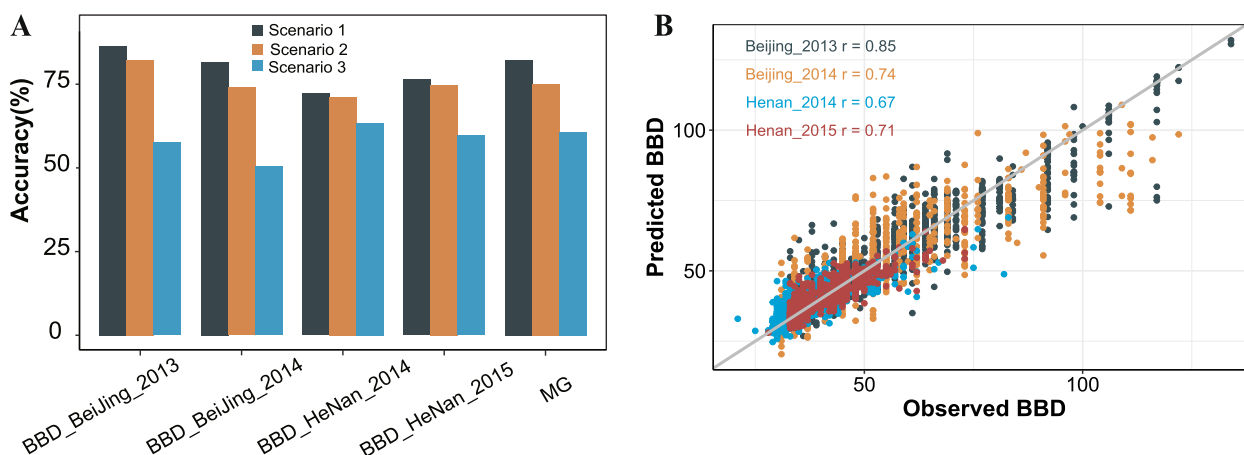 A
Scenario 1
Scenario 2
Scenario 3
Accuracy(%)
75
50
25
0
BBD_BeiJing_2013
BBD_BeiJing_2014
BBD_HeNan_2014
BBD_HeNan_2015
MG
B
Beijing_2013 r = 0.85
Beijing_2014 r = 0.74
Henan_2014 r = 0.67
Henan_2015 r = 0.71
Predicted BBD
100
50
50
100
Observed BBD